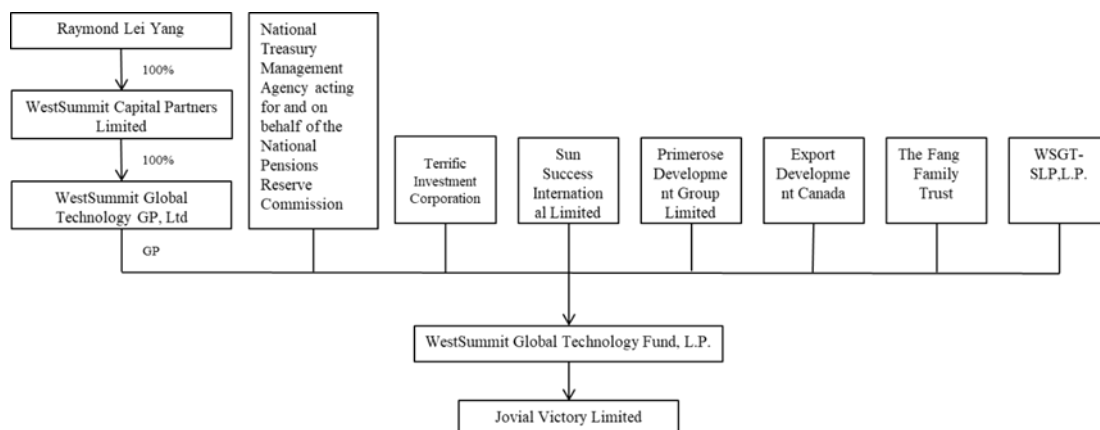 Raymond Lei Yang
100%
WestSummit Capital Partners
Limited
100%
WestSummit Global
Technology GP, Ltd
GP
National
Treasury
Management
Agency acting
for and on
behalf of the
National
Pensions
Reserve
Commission
Terrific
Investment
Corporation
Sun
Success
Internation
al Limited
Primerose
Developme
nt Group
Limited
Export
Developme
nt Canada
The Fang
Family
Trust
WSGT-
SLP,L.P.
WestSummit Global Technology Fund, L.P.
Jovial Victory Limited